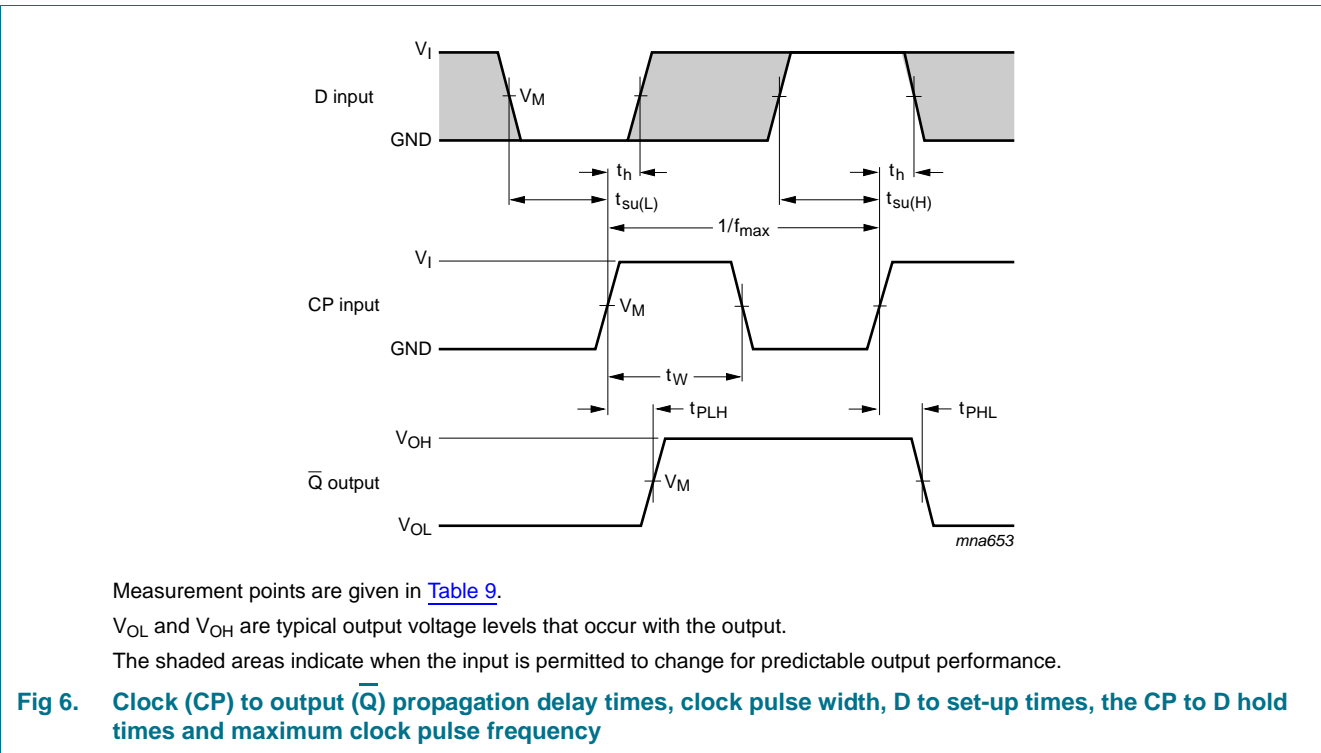 V_I
D input
V_M
GND
t_h
t_h
t_su(L)
t_su(H)
1/f_max
V_I
CP input
V_M
GND
t_W
t_PLH
t_PHL
V_OH
Q̅ output
V_M
V_OL
mna653
Measurement points are given in Table 9.
V_OL and V_OH are typical output voltage levels that occur with the output.
The shaded areas indicate when the input is permitted to change for predictable output performance.
Fig 6. Clock (CP) to output (Q̅) propagation delay times, clock pulse width, D to set-up times, the CP to D hold
times and maximum clock pulse frequency